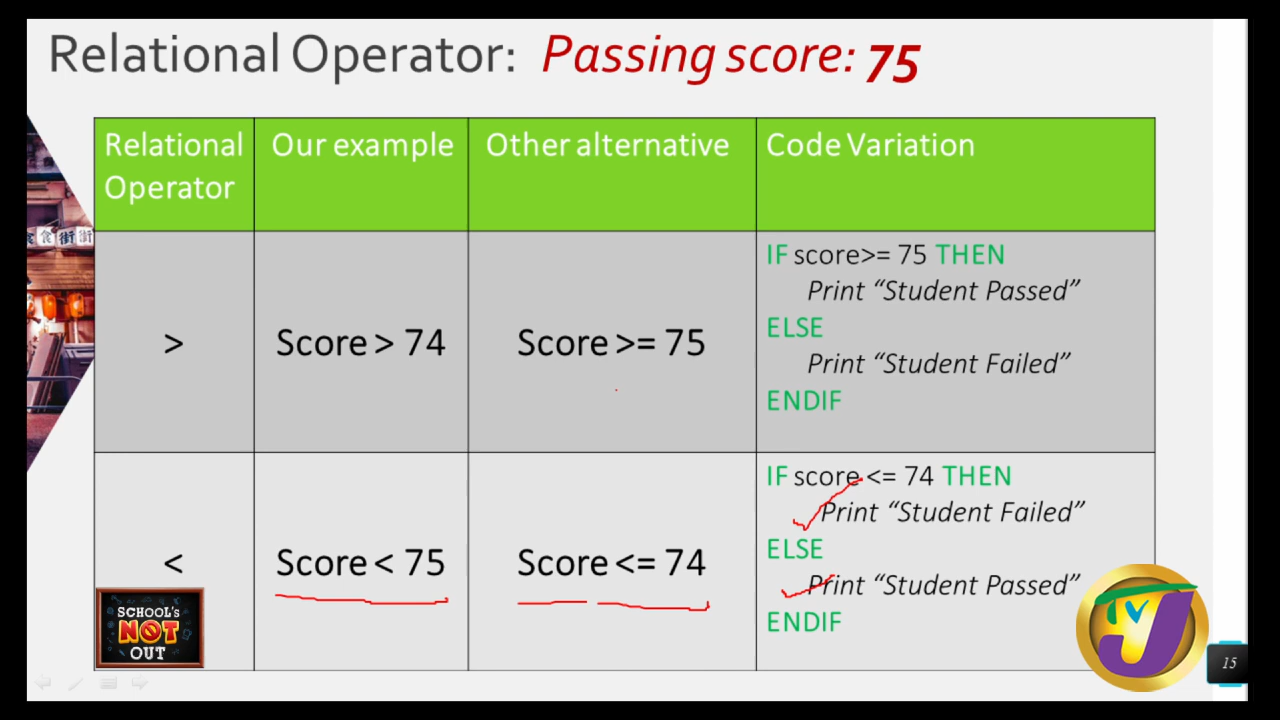 Relational Operator: Passing score: 75
Relational
Operator
Our example
Other alternative
Code Variation
>
Score > 74
Score >= 75
IF score>= 75 THEN
Print “Student Passed”
ELSE
Print “Student Failed”
ENDIF
<
Score < 75
Score <= 74
IF score <= 74 THEN
Print “Student Failed”
ELSE
Print “Student Passed”
ENDIF
SCHOOL's
NOT
OUT
TVJ
15